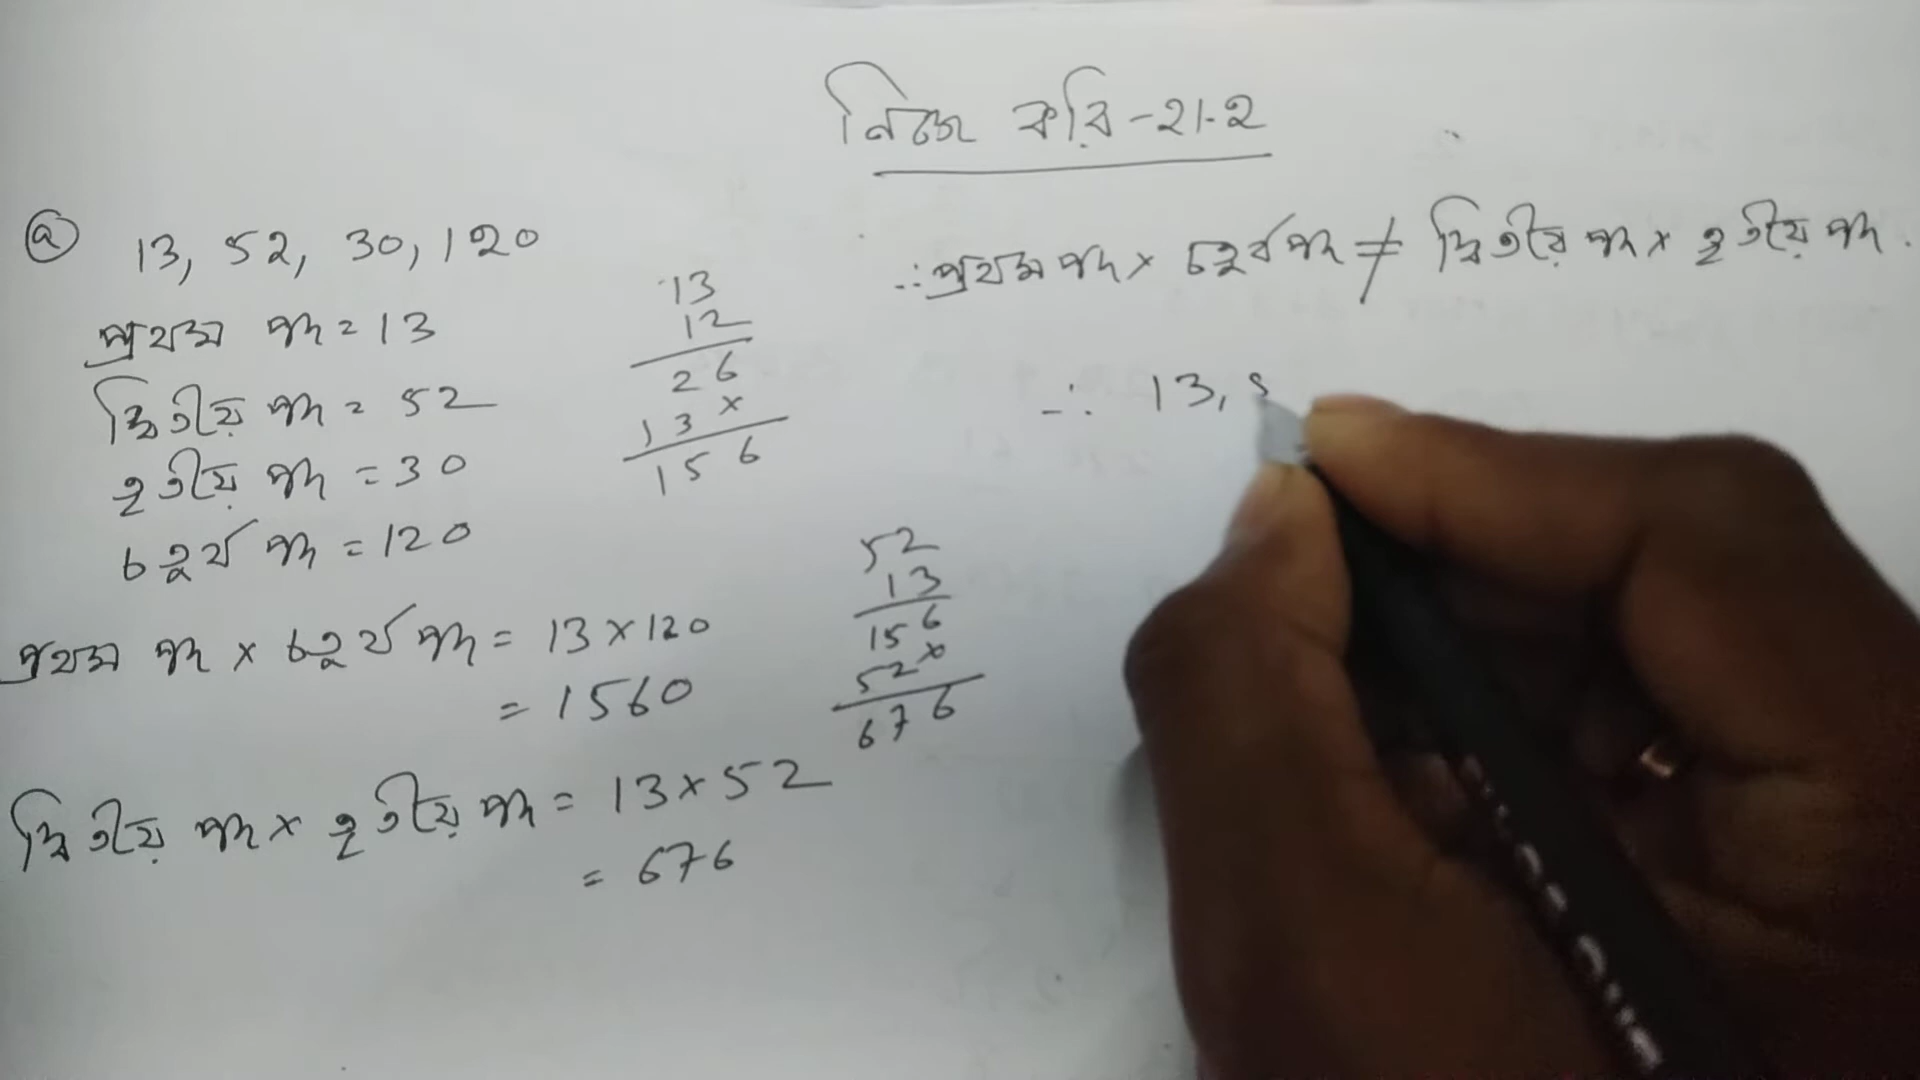 নিজে করি - 21.2
ⓐ 13, 52, 30, 120
প্রথম পদ = 13
দ্বিতীয় পদ = 52
তৃতীয় পদ = 30
চতুর্থ পদ = 120
প্রথম পদ × চতুর্থ পদ = 13 × 120
= 1560
দ্বিতীয় পদ × তৃতীয় পদ = 13 × 52
= 676
13
12
26
13×
156
52
13
156
52×
676
∴ প্রথম পদ × চতুর্থ পদ ≠ দ্বিতীয় পদ × তৃতীয় পদ.
∴ 13,